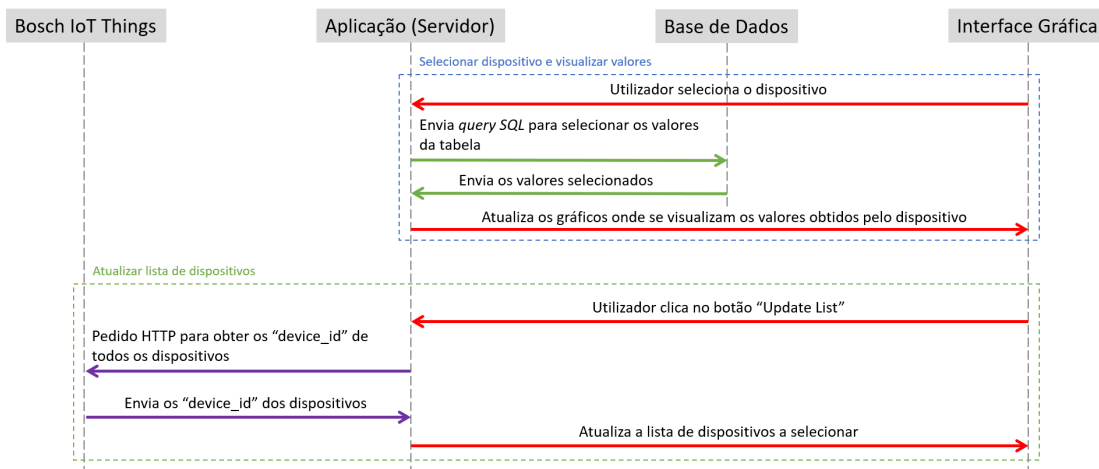 Bosch IoT Things
Aplicação (Servidor)
Base de Dados
Interface Gráfica
Selecionar dispositivo e visualizar valores
Utilizador seleciona o dispositivo
Envia query SQL para selecionar os valores
da tabela
Envia os valores selecionados
Atualiza os gráficos onde se visualizam os valores obtidos pelo dispositivo
Atualizar lista de dispositivos
Utilizador clica no botão “Update List”
Pedido HTTP para obter os “device_id” de
todos os dispositivos
Envia os “device_id” dos dispositivos
Atualiza a lista de dispositivos a selecionar